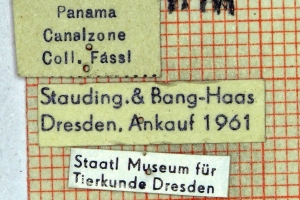 Panama
Canalzone
Coll. Fassl
Stauding. & Bang-Haas
Dresden. Ankauf 1961
Staatl Museum für
Tierkunde Dresden